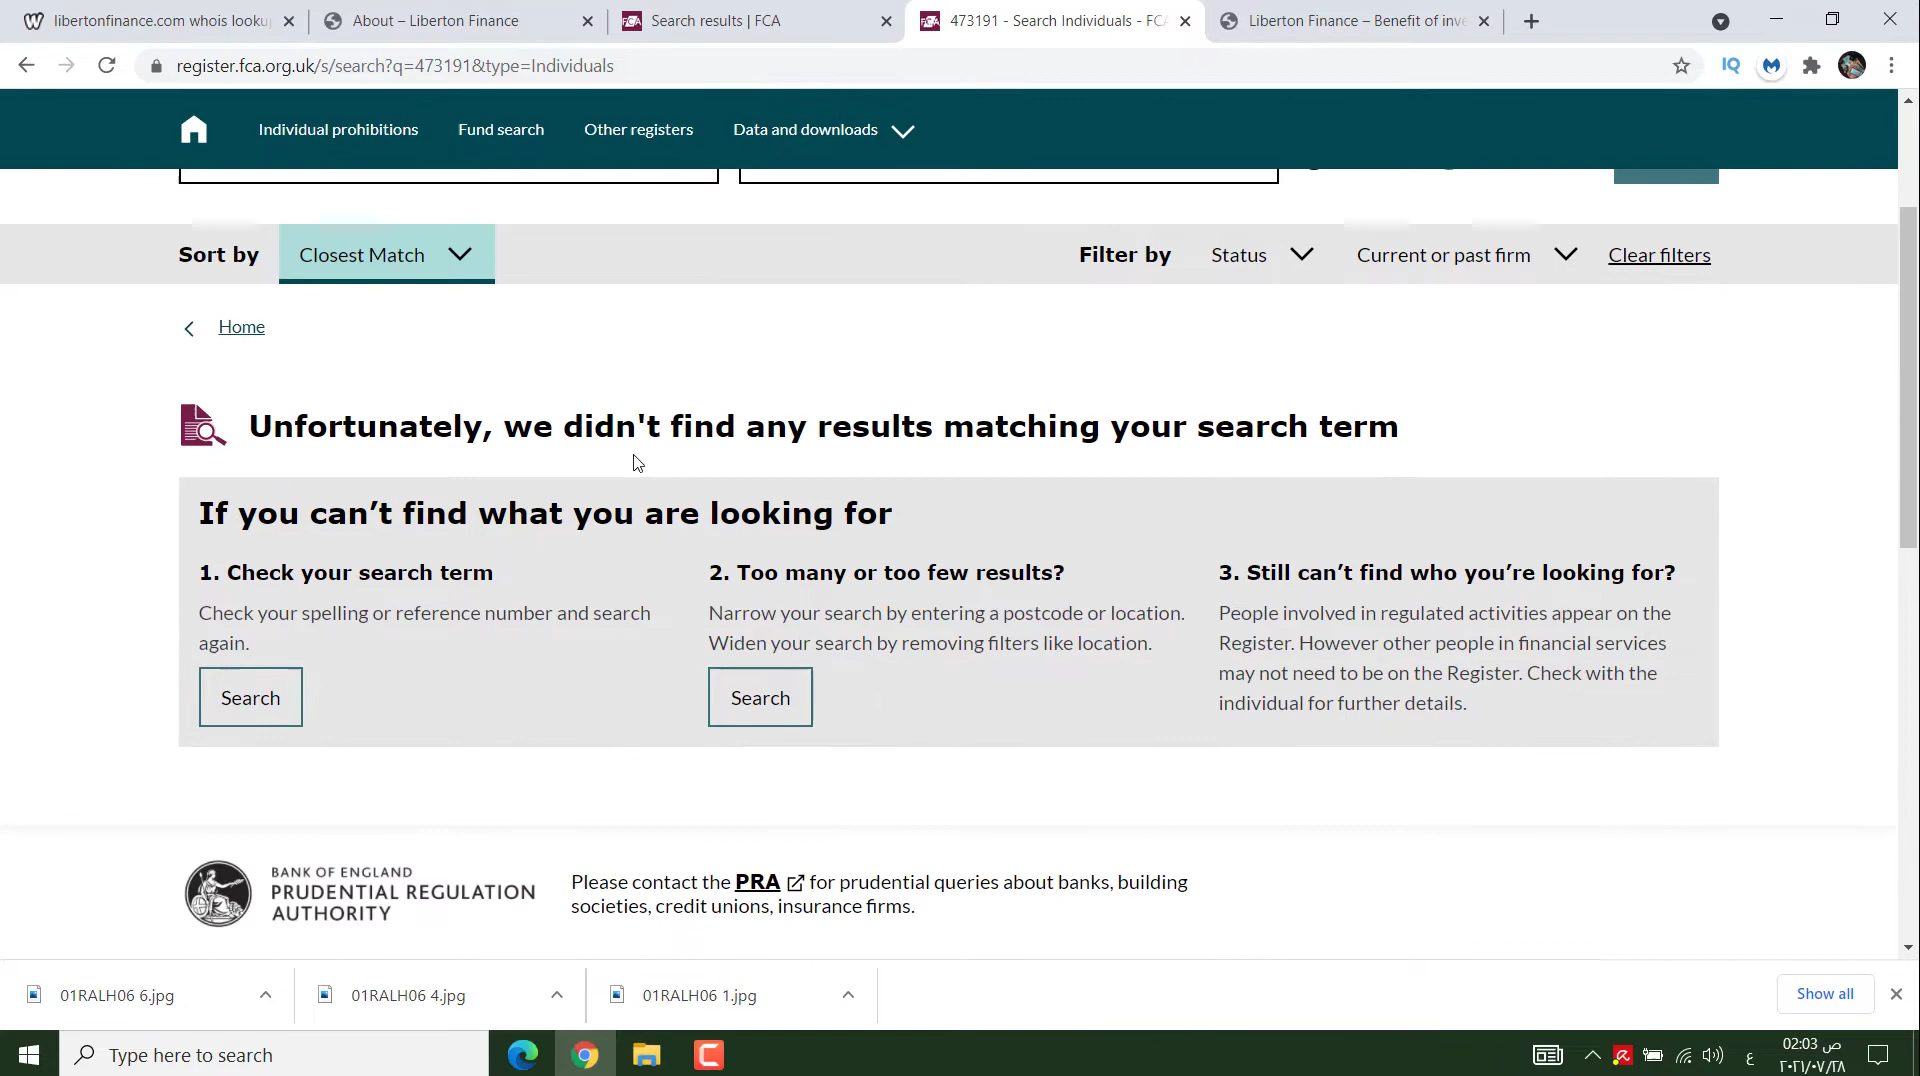 libertonfinance.com whois looku
About – Liberton Finance
Search results | FCA
473191 - Search Individuals - FCA
Liberton Finance – Benefit of inve
register.fca.org.uk/s/search?q=473191&type=Individuals
IQ
Individual prohibitions
Fund search
Other registers
Data and downloads
Sort by
Closest Match
Filter by
Status
Current or past firm
Clear filters
Home
Unfortunately, we didn't find any results matching your search term
If you can’t find what you are looking for
1. Check your search term
Check your spelling or reference number and search
again.
Search
2. Too many or too few results?
Narrow your search by entering a postcode or location.
Widen your search by removing filters like location.
Search
3. Still can’t find who you’re looking for?
People involved in regulated activities appear on the
Register. However other people in financial services
may not need to be on the Register. Check with the
individual for further details.
BANK OF ENGLAND
PRUDENTIAL REGULATION
AUTHORITY
Please contact the PRA for prudential queries about banks, building
societies, credit unions, insurance firms.
01RALH06 6.jpg
01RALH06 4.jpg
01RALH06 1.jpg
Show all
Type here to search
ع
02:03 ص
٢٠٢١/٠٧/٢٨